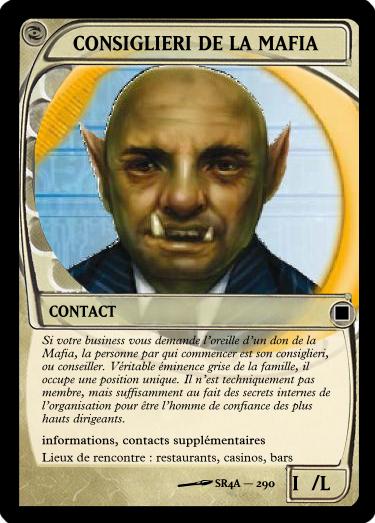 CONSIGLIERI DE LA MAFIA
CONTACT
Si votre business vous demande l'oreille d'un don de la
Mafia, la personne par qui commencer est son consiglieri,
ou conseiller. Véritable éminence grise de la famille, il
occupe une position unique. Il n'est techniquement pas
membre, mais suffisamment au fait des secrets internes de
l'organisation pour être l'homme de confiance des plus
hauts dirigeants.
informations, contacts supplémentaires
Lieux de rencontre : restaurants, casinos, bars
SR4A — 290
I /L